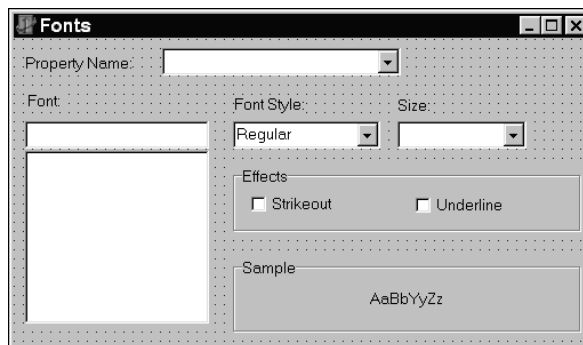 Fonts
Property Name:
Font:
Font Style:
Size:
Regular
Effects
Strikeout
Underline
Sample
AaBbYyZz